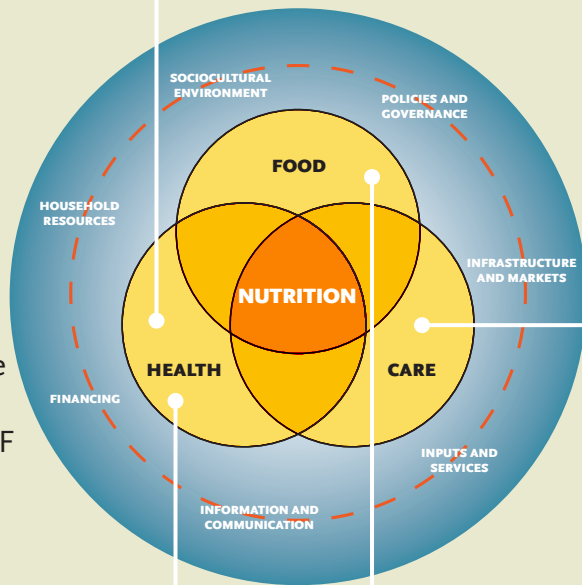 SOCIOCULTURAL
ENVIRONMENT
POLICIES AND
GOVERNANCE
FOOD
HOUSEHOLD
RESOURCES
INFRASTRUCTURE
AND MARKETS
NUTRITION
HEALTH
CARE
e
FINANCING
F
INPUTS AND
SERVICES
INFORMATION AND
COMMUNICATION